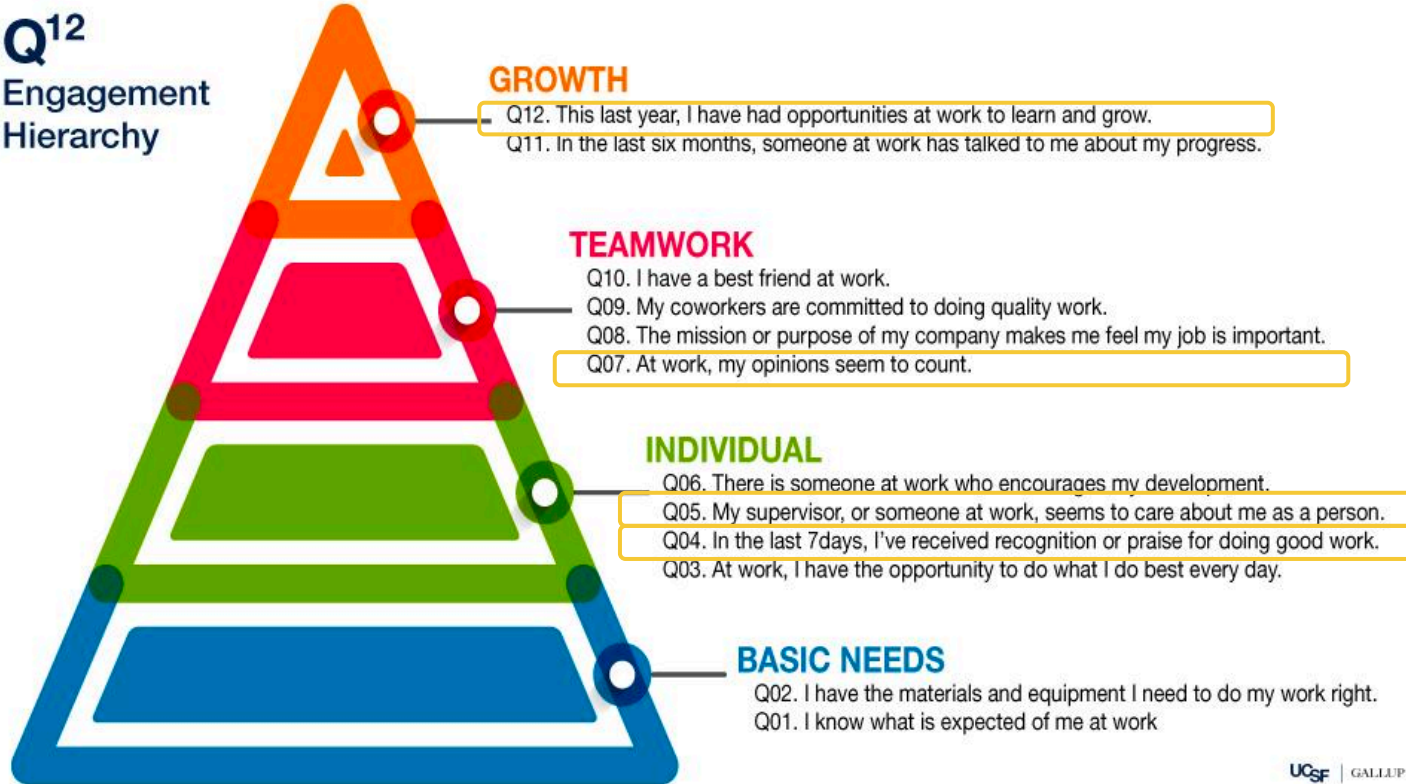 Q12
Engagement
Hierarchy
GROWTH
Q12. This last year, I have had opportunities at work to learn and grow.
Q11. In the last six months, someone at work has talked to me about my progress.
TEAMWORK
Q10. I have a best friend at work.
Q09. My coworkers are committed to doing quality work.
Q08. The mission or purpose of my company makes me feel my job is important.
Q07. At work, my opinions seem to count.
INDIVIDUAL
Q06. There is someone at work who encourages my development.
Q05. My supervisor, or someone at work, seems to care about me as a person.
Q04. In the last 7days, I've received recognition or praise for doing good work.
Q03. At work, I have the opportunity to do what I do best every day.
BASIC NEEDS
Q02. I have the materials and equipment I need to do my work right.
Q01. I know what is expected of me at work
UCSF | GALLUP